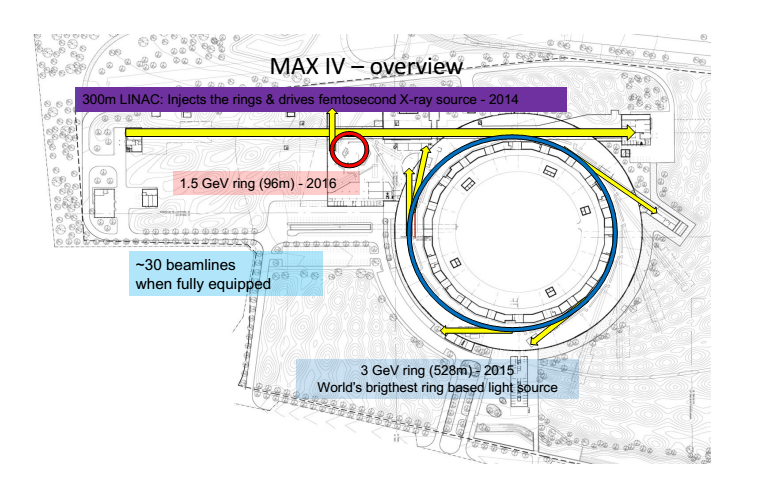 MAX IV – overview
300m LINAC: Injects the rings & drives femtosecond X-ray source - 2014
1.5 GeV ring (96m) - 2016
~30 beamlines
when fully equipped
3 GeV ring (528m) - 2015
World's brigthest ring based light source